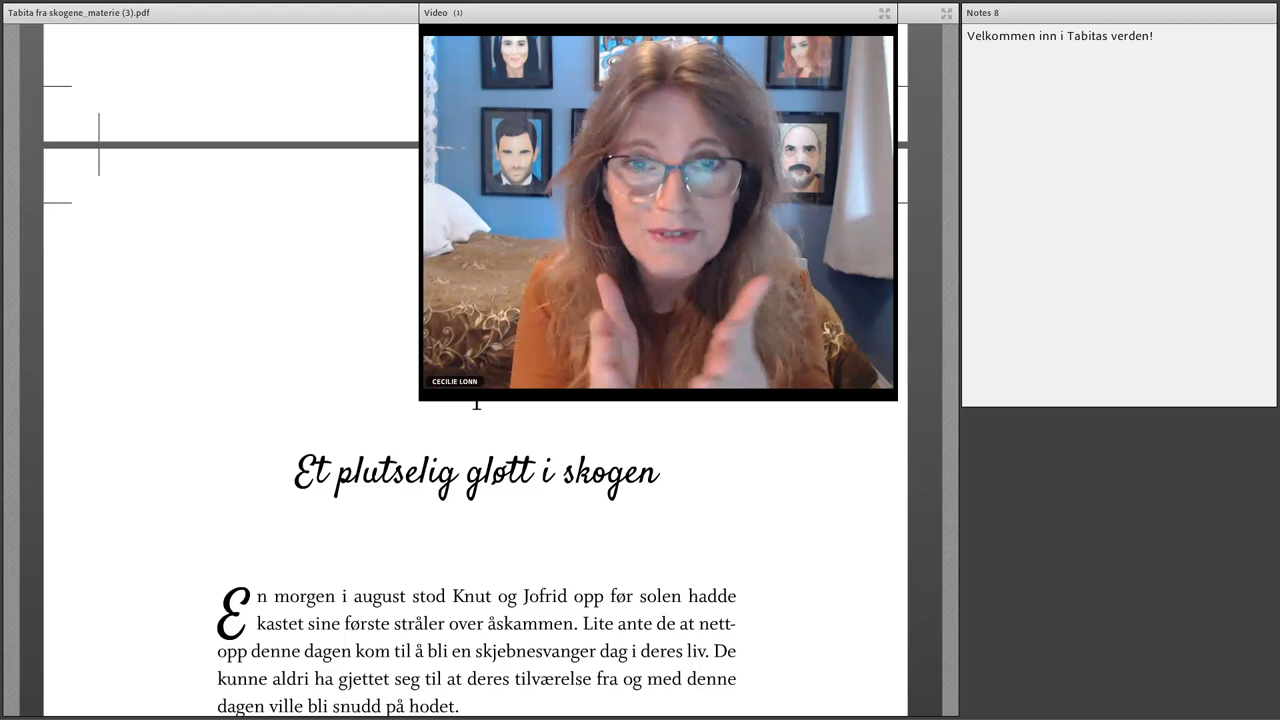 Tabita fra skogene_materie (3).pdf
Video (1)
Notes 8
Velkommen inn i Tabitas verden!
CECILIE LONN
Et plutselig gløtt i skogen
En morgen i august stod Knut og Jofrid opp før solen hadde
kastet sine første stråler over åskammen. Lite ante de at nett-
opp denne dagen kom til å bli en skjebnesvanger dag i deres liv. De
kunne aldri ha gjettet seg til at deres tilværelse fra og med denne
dagen ville bli snudd på hodet.